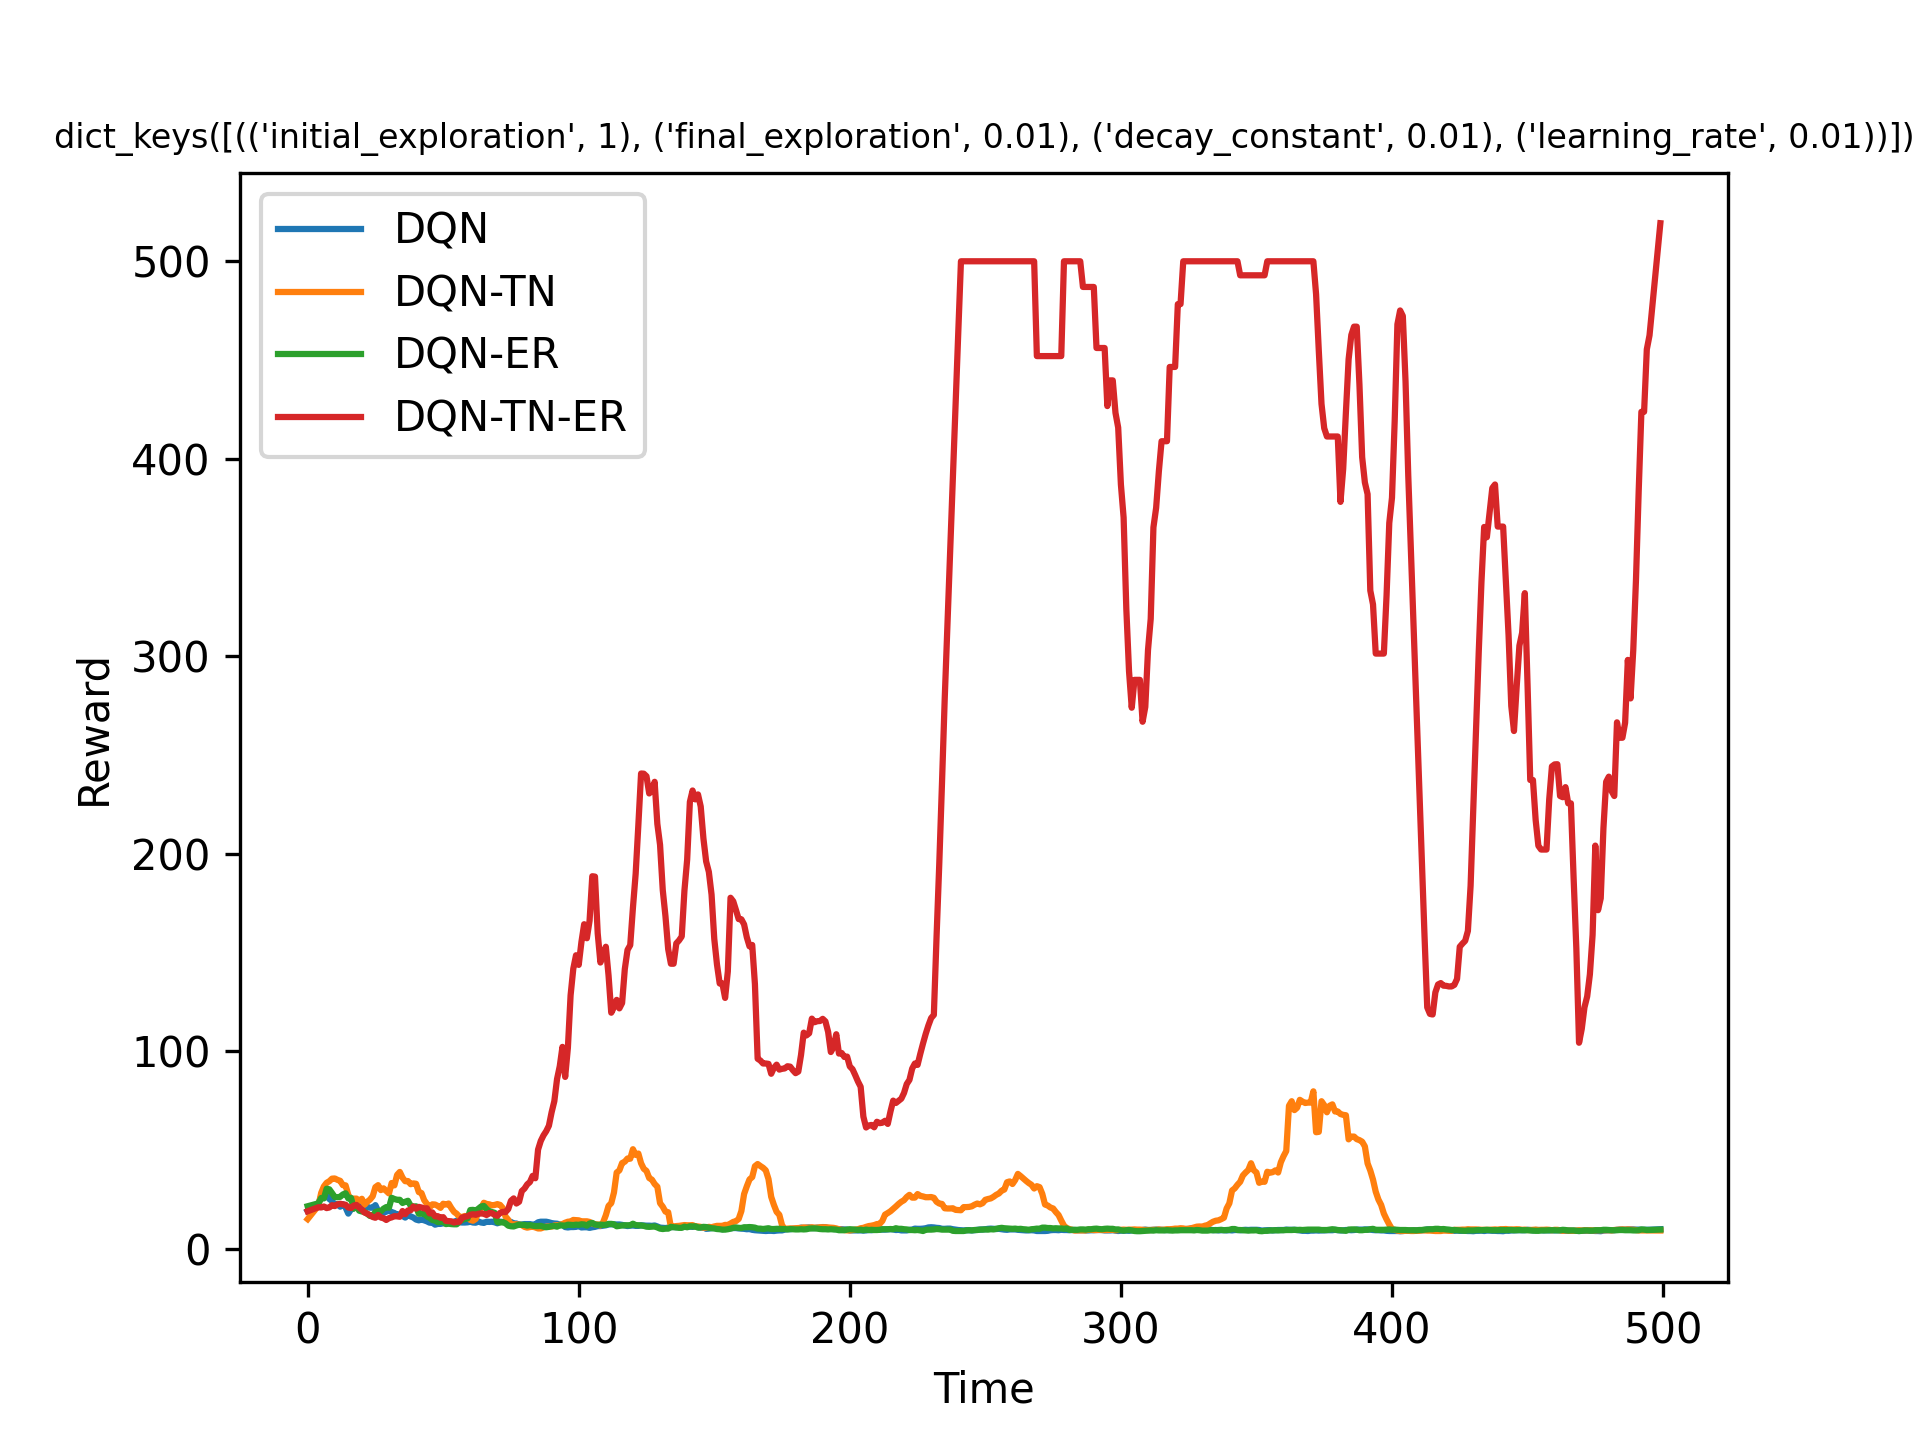 dict_keys([(('initial_exploration', 1), ('final_exploration', 0.01), ('decay_constant', 0.01), ('learning_rate', 0.01))])
DQN
DQN-TN
DQN-ER
DQN-TN-ER
500
400
300
200
100
0
Reward
0 100 200 300 400 500
Time